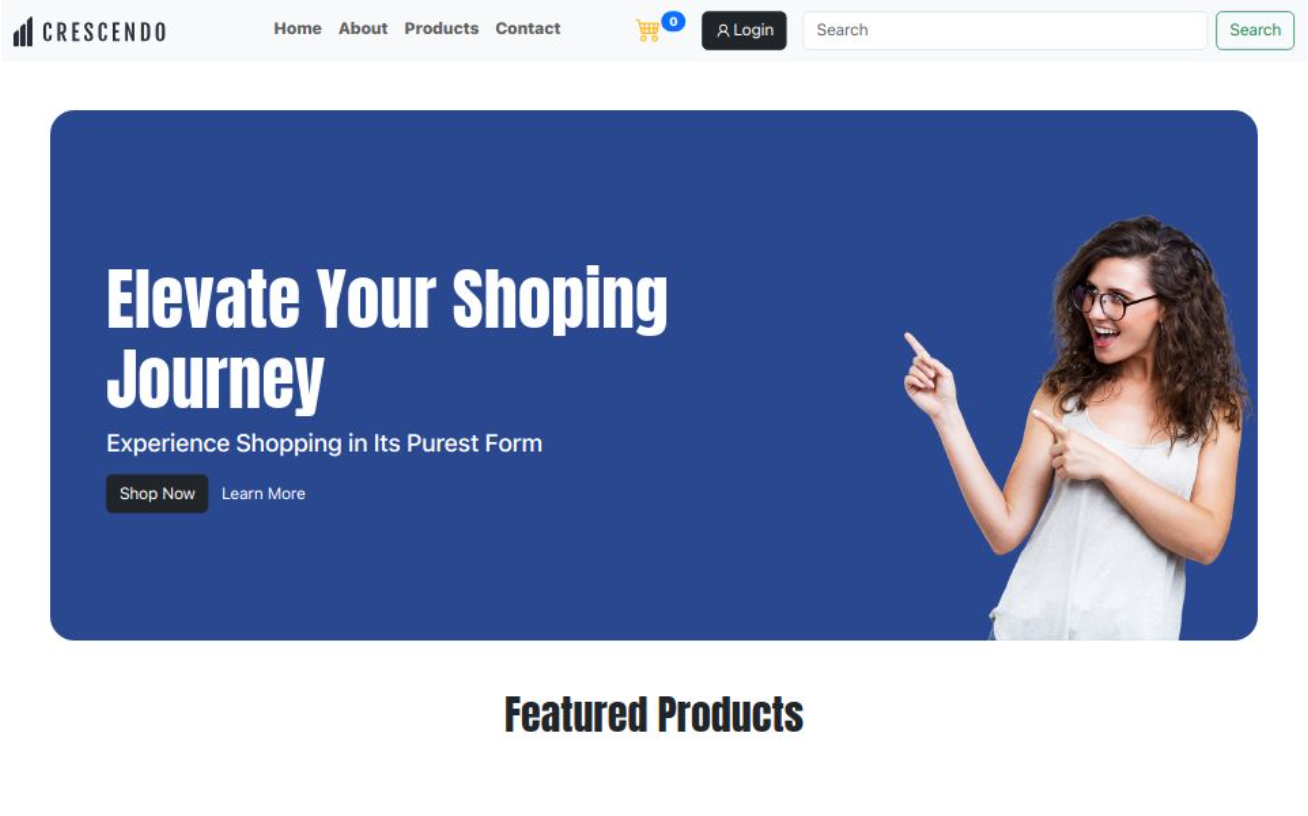 CRESCENDO Home About Products Contact 0 Login Search Search
Elevate Your Shoping
Journey
Experience Shopping in Its Purest Form
Shop Now Learn More
Featured Products